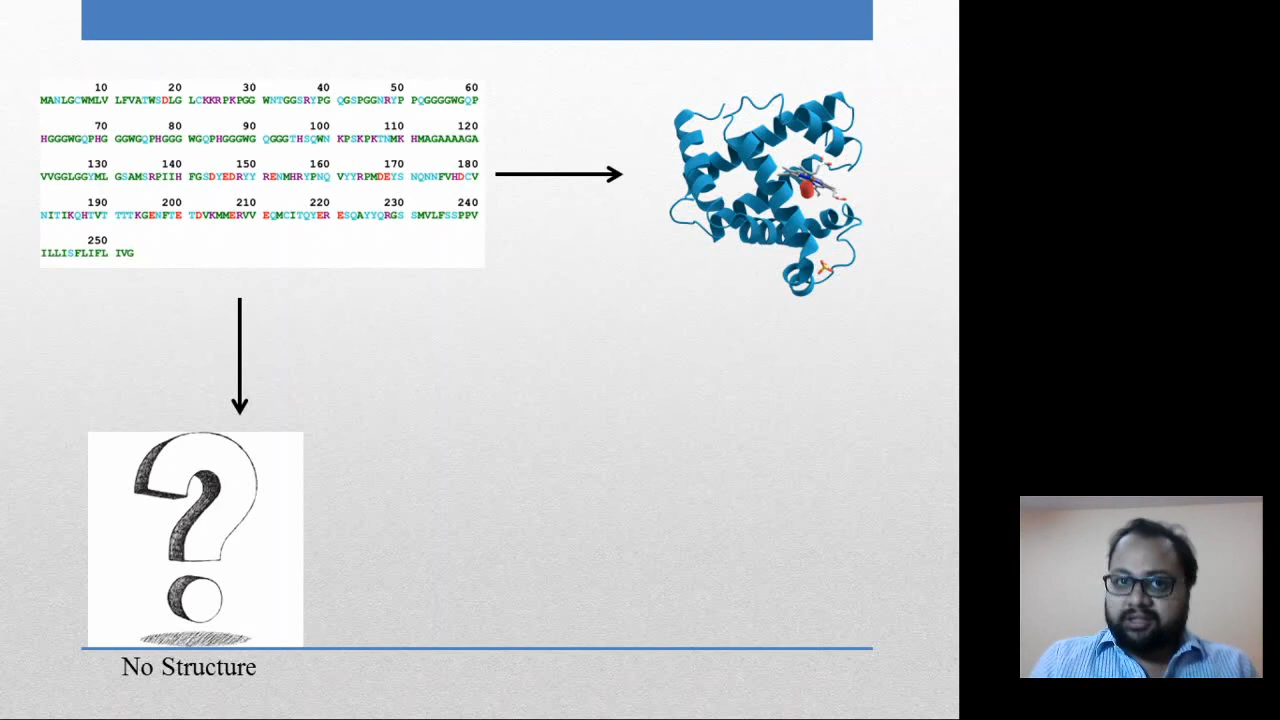 10 20 30 40 50 60
MANLGCWMLV LFVATWSDLG LCKKRPKPGG WNTGGSRYPG QGSPGGNRYP PQGGGGWGQP
70 80 90 100 110 120
HGGGWGQPHG GGWGQPHGGG WGQPHGGGWG QGGGTHSQWN KPSKPKTNMK HMAGAAAAGA
130 140 150 160 170 180
VVGGLGGYML GSAMSRPIIH FGSDYEDRYY RENMHRYPNQ VYYRPMDEYS NQNNFVHDCV
190 200 210 220 230 240
NITIKQHTVT TTTKGENFTE TDVKMMERVV EQMCITQYER ESQAYYQRGS SMVLFSSPPV
250
ILLISFLIFL IVG
No Structure